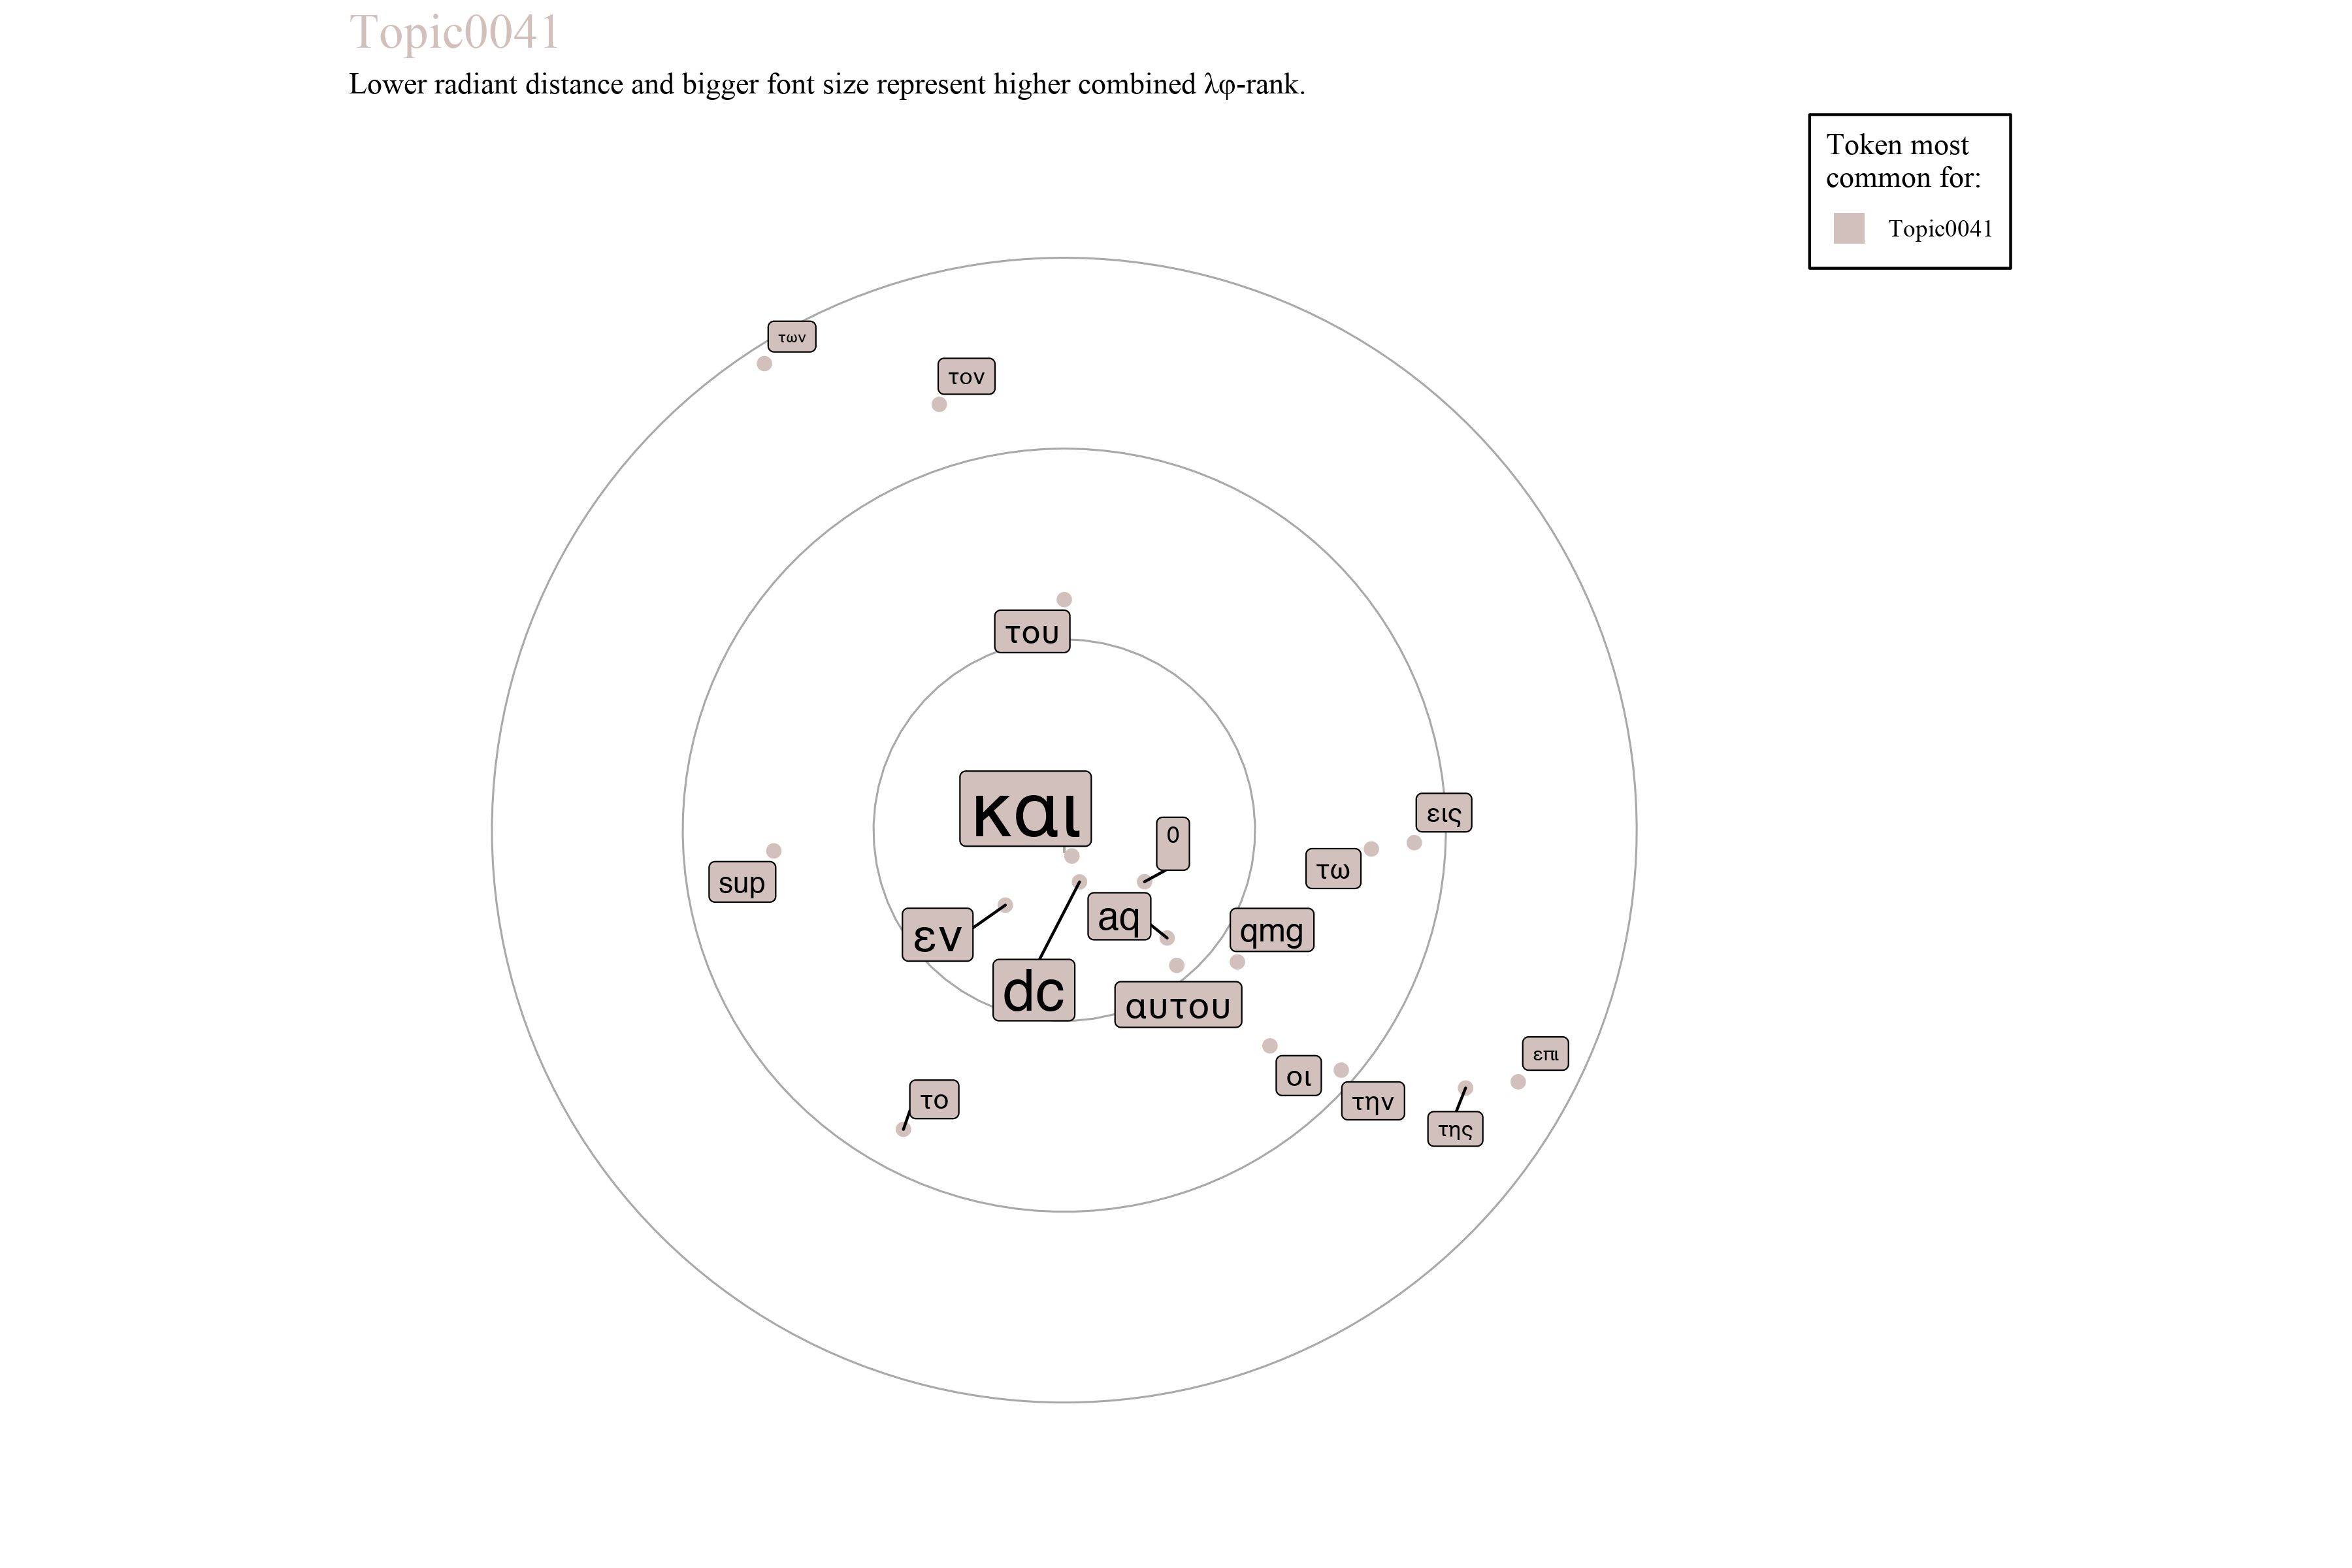 Topic0041
Lower radiant distance and bigger font size represent higher combined λφ-rank.
Token most
common for:
Topic0041
των
τον
του
και
0
εις
τω
sup
aq
qmg
εν
dc
αυτου
επι
οι
το
την
της